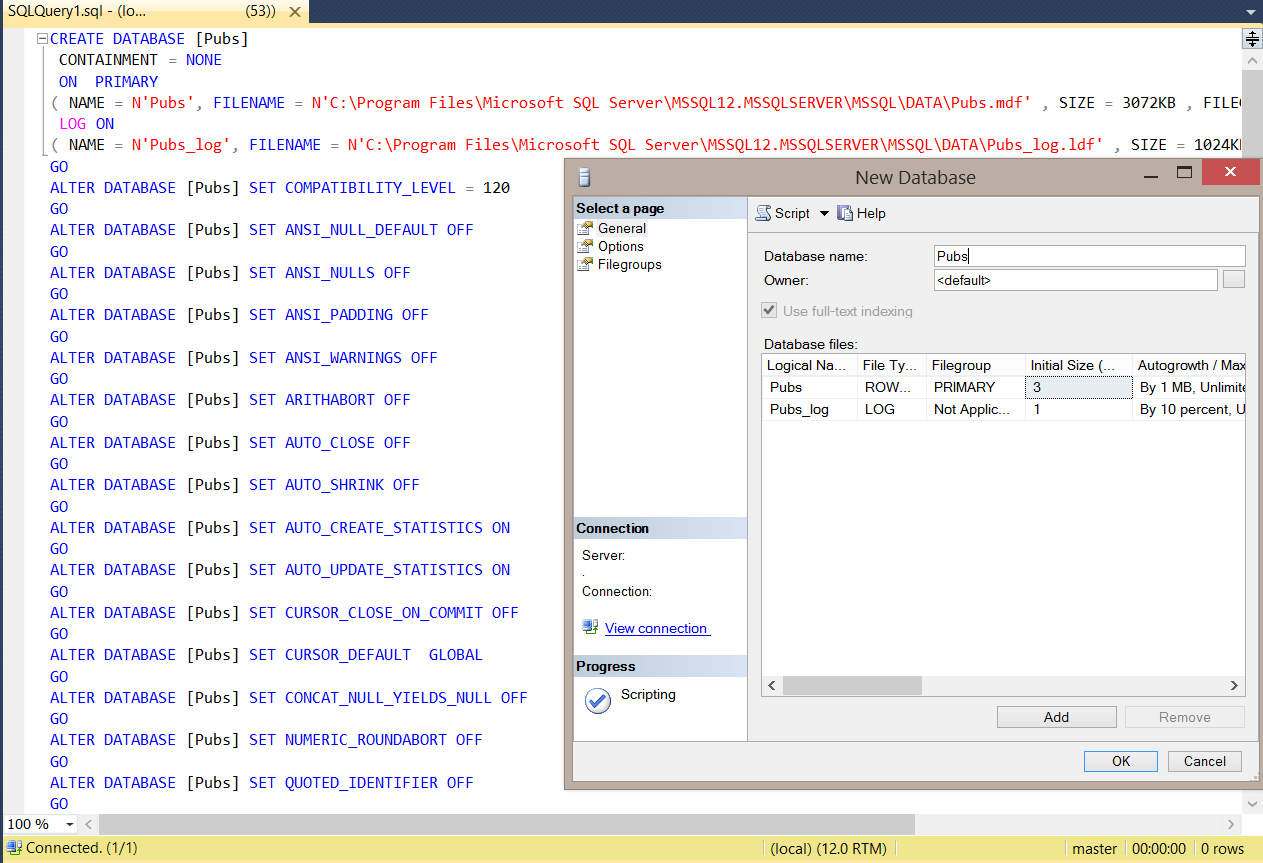 SQLQuery1.sql - (lo... (53))
CREATE DATABASE [Pubs]
CONTAINMENT = NONE
ON  PRIMARY
( NAME = N'Pubs', FILENAME = N'C:\Program Files\Microsoft SQL Server\MSSQL12.MSSQLSERVER\MSSQL\DATA\Pubs.mdf' , SIZE = 3072KB , FILEG
LOG ON
( NAME = N'Pubs_log', FILENAME = N'C:\Program Files\Microsoft SQL Server\MSSQL12.MSSQLSERVER\MSSQL\DATA\Pubs_log.ldf' , SIZE = 1024K
GO
ALTER DATABASE [Pubs] SET COMPATIBILITY_LEVEL = 120
GO
ALTER DATABASE [Pubs] SET ANSI_NULL_DEFAULT OFF
GO
ALTER DATABASE [Pubs] SET ANSI_NULLS OFF
GO
ALTER DATABASE [Pubs] SET ANSI_PADDING OFF
GO
ALTER DATABASE [Pubs] SET ANSI_WARNINGS OFF
GO
ALTER DATABASE [Pubs] SET ARITHABORT OFF
GO
ALTER DATABASE [Pubs] SET AUTO_CLOSE OFF
GO
ALTER DATABASE [Pubs] SET AUTO_SHRINK OFF
GO
ALTER DATABASE [Pubs] SET AUTO_CREATE_STATISTICS ON
GO
ALTER DATABASE [Pubs] SET AUTO_UPDATE_STATISTICS ON
GO
ALTER DATABASE [Pubs] SET CURSOR_CLOSE_ON_COMMIT OFF
GO
ALTER DATABASE [Pubs] SET CURSOR_DEFAULT  GLOBAL
GO
ALTER DATABASE [Pubs] SET CONCAT_NULL_YIELDS_NULL OFF
GO
ALTER DATABASE [Pubs] SET NUMERIC_ROUNDABORT OFF
GO
ALTER DATABASE [Pubs] SET QUOTED_IDENTIFIER OFF
GO
New Database
Select a page
General
Options
Filegroups
Connection
Server:
.
Connection:
View connection
Progress
Scripting
Script Help
Database name: Pubs
Owner: <default>
Use full-text indexing
Database files:
Logical Na... File Ty... Filegroup Initial Size (... Autogrowth / Max
Pubs ROW... PRIMARY 3 By 1 MB, Unlimite
Pubs_log LOG Not Applic... 1 By 10 percent, U
Add Remove
OK Cancel
100 %
Connected. (1/1) (local) (12.0 RTM) master 00:00:00 0 rows